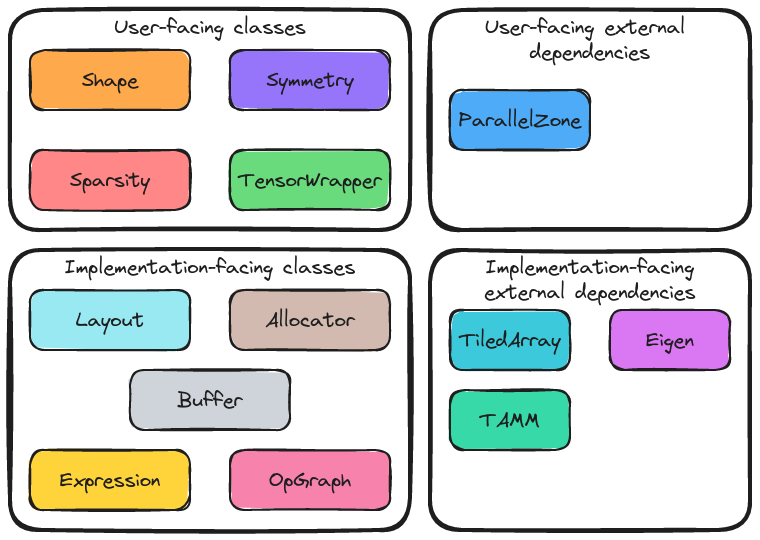 User-facing classes
Shape
Symmetry
Sparsity
TensorWrapper
User-facing external
dependencies
ParallelZone
Implementation-facing classes
Layout
Allocator
Buffer
Expression
OpGraph
Implementation-facing
external dependencies
TiledArray
Eigen
TAMM